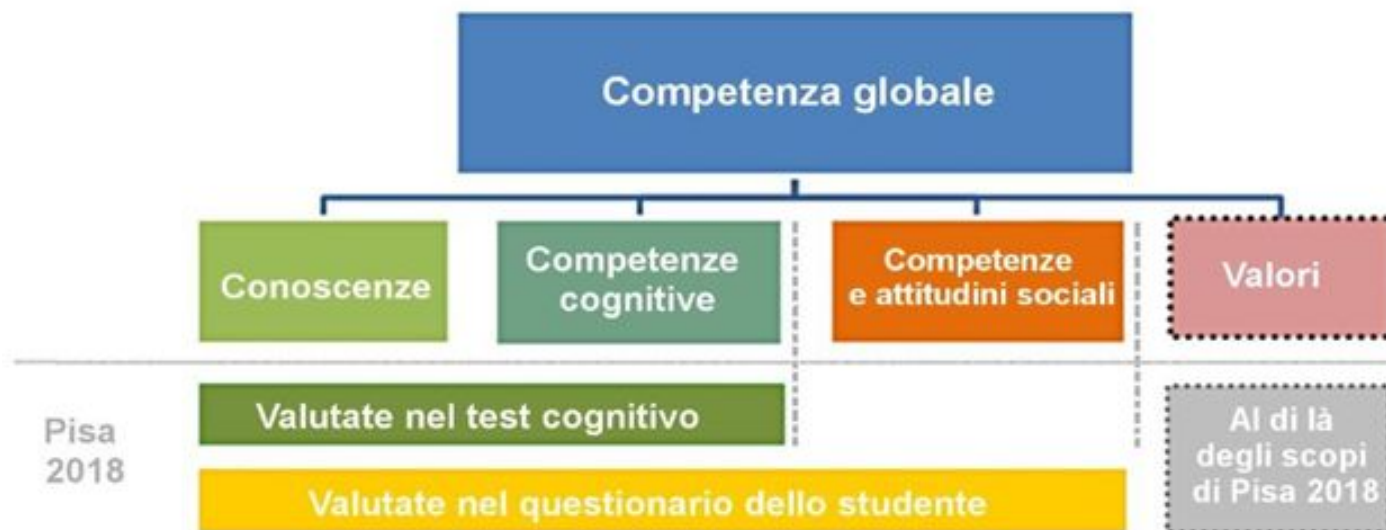 Competenza globale
Conoscenze
Competenze
cognitive
Competenze
e attitudini sociali
Valori
Pisa
2018
Valutate nel test cognitivo
Valutate nel questionario dello studente
Al di là
degli scopi
di Pisa 2018